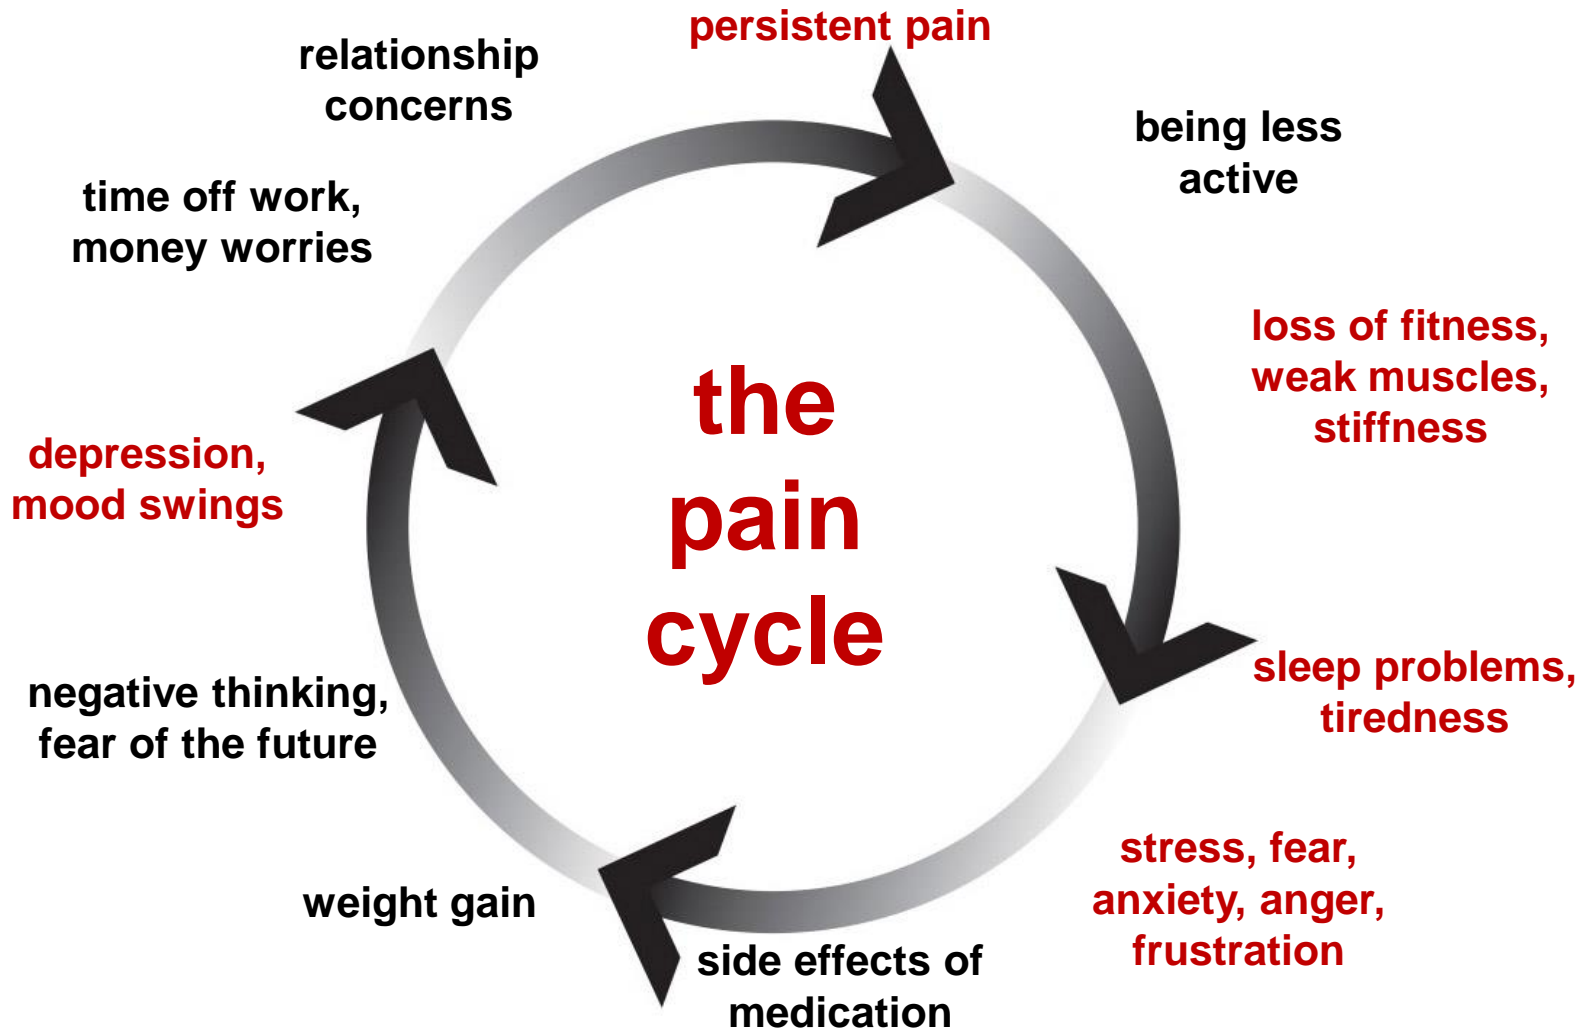 persistent pain
being less
active
loss of fitness,
weak muscles,
stiffness
sleep problems,
tiredness
stress, fear,
anxiety, anger,
frustration
side effects of
medication
weight gain
negative thinking,
fear of the future
depression,
mood swings
time off work,
money worries
relationship
concerns
the
pain
cycle